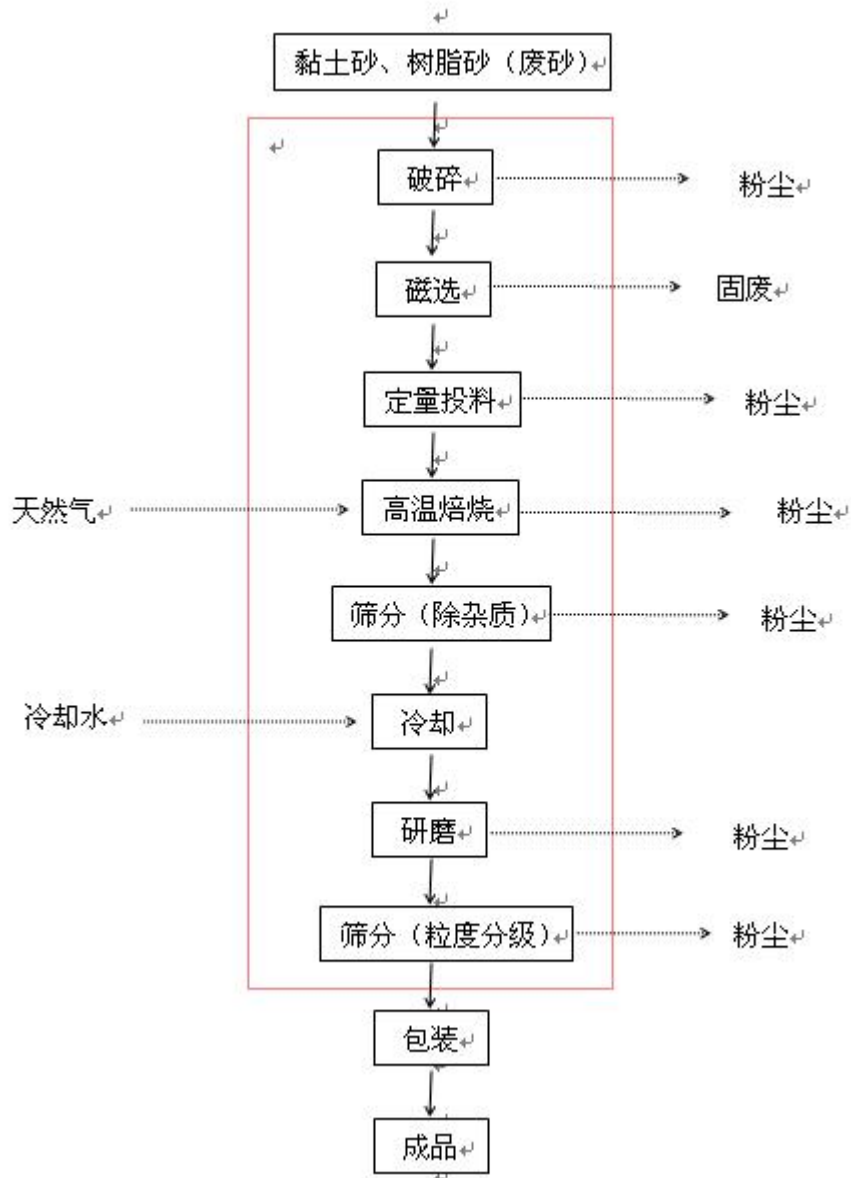 黏土砂、树脂砂（废砂）
破碎
粉尘
磁选
固废
定量投料
粉尘
天然气
高温焙烧
粉尘
筛分（除杂质）
粉尘
冷却水
冷却
研磨
粉尘
筛分（粒度分级）
粉尘
包装
成品